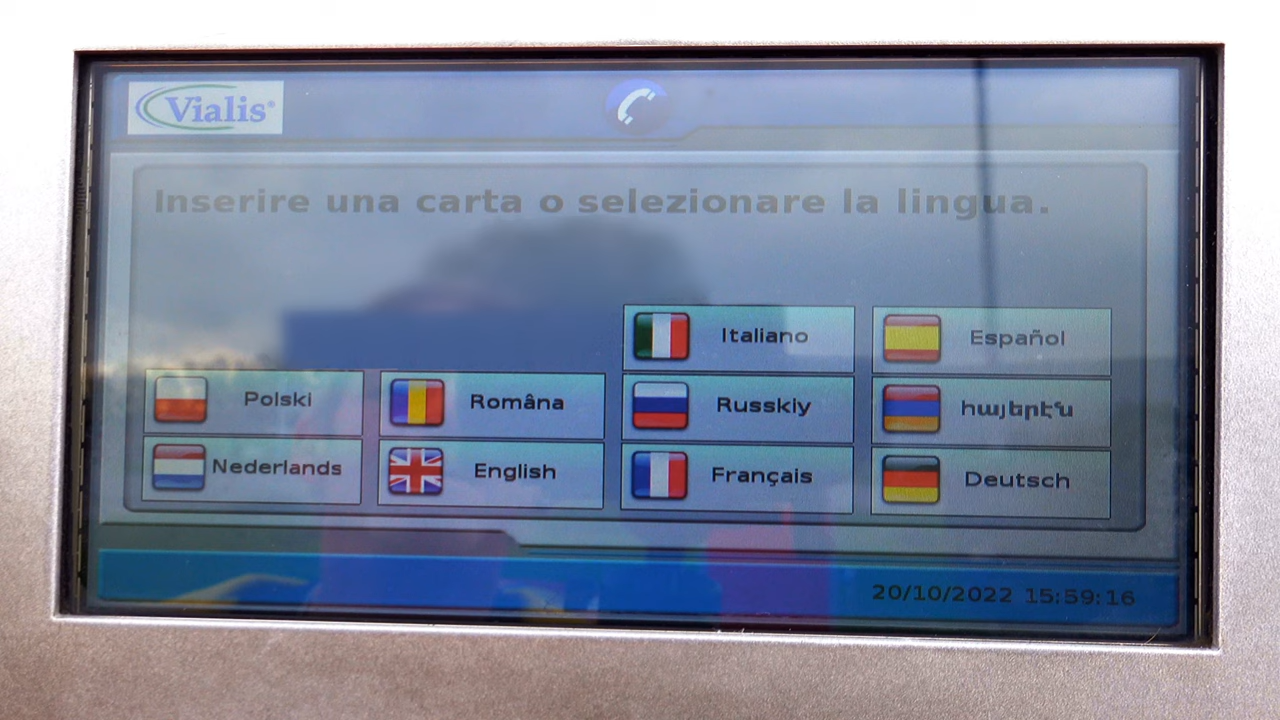 Vialis®
Inserire una carta o selezionare la lingua.
Italiano
Español
Polski
Româna
Russkiy
հայերէն
Nederlands
English
Français
Deutsch
20/10/2022 15:59:16